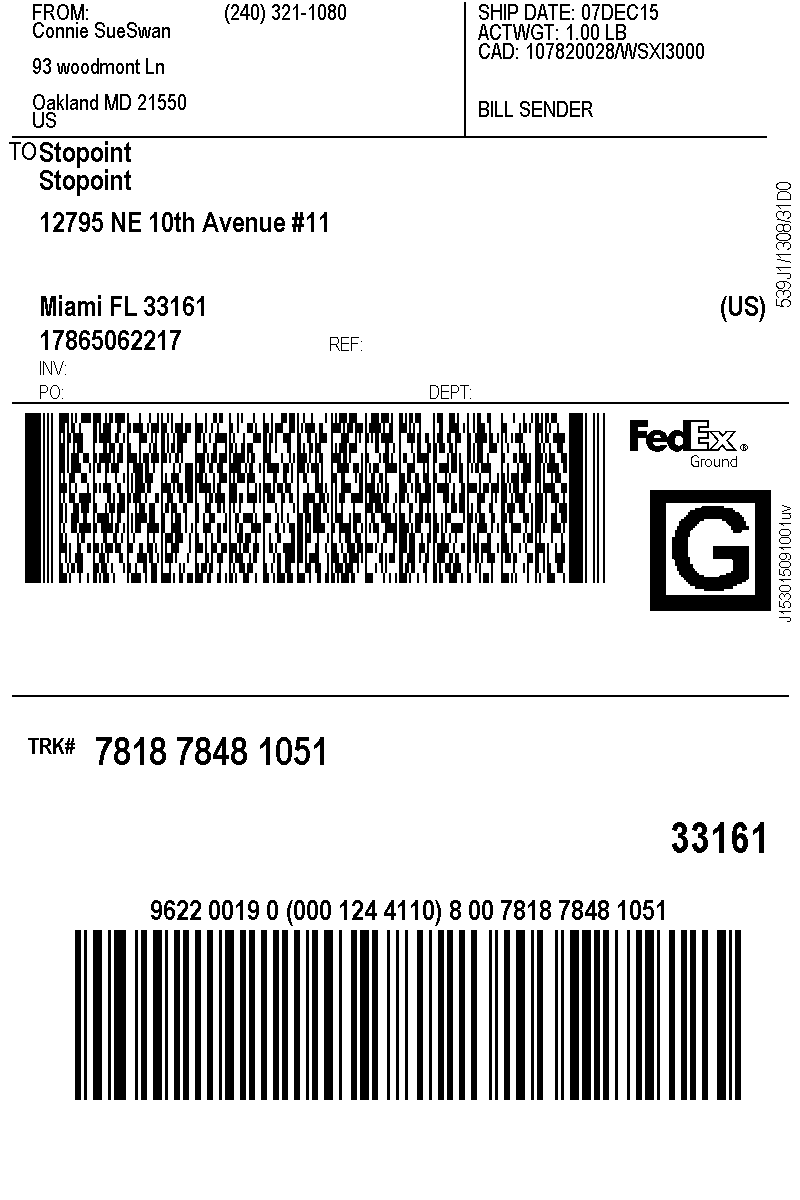 FROM: (240) 321-1080
Connie SueSwan
93 woodmont Ln
Oakland MD 21550
US
SHIP DATE: 07DEC15
ACTWGT: 1.00 LB
CAD: 107820028/WSXI3000
BILL SENDER
TO Stopoint
Stopoint
12795 NE 10th Avenue #11
Miami FL 33161 (US)
17865062217 REF:
INV:
PO: DEPT:
539J1/1308/31D0
FedEx®
Ground
G
J153015091001uv
TRK# 7818 7848 1051
33161
9622 0019 0 (000 124 4110) 8 00 7818 7848 1051